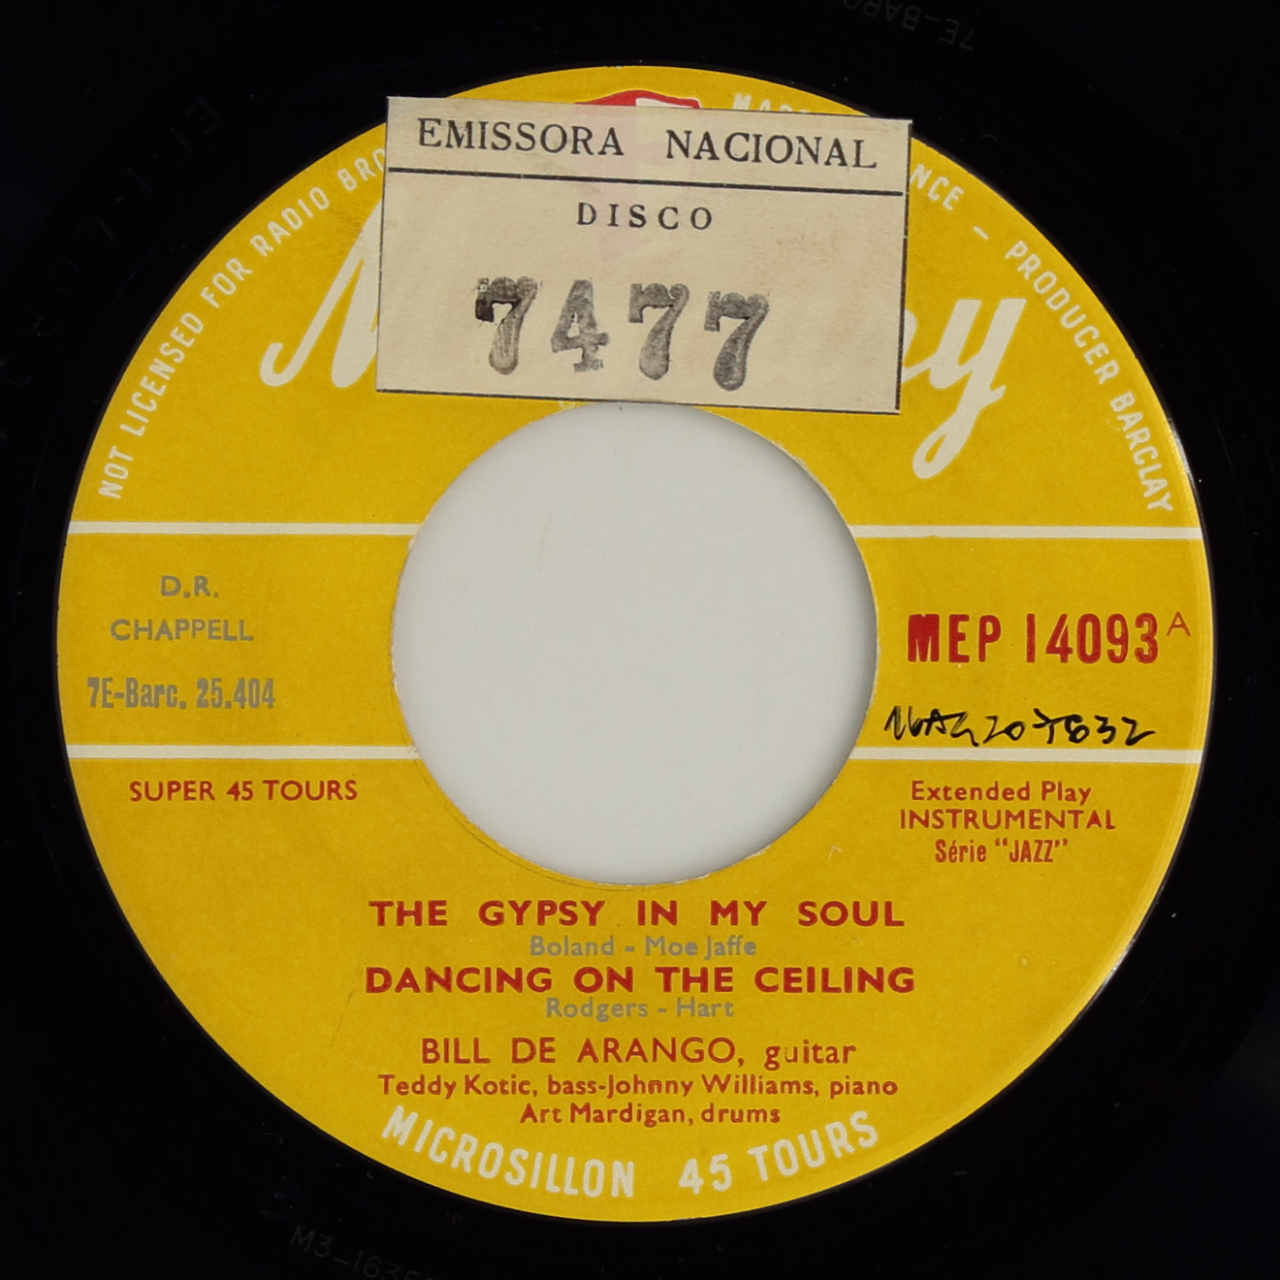 EMISSORA NACIONAL
DISCO
7477
NOT LICENSED FOR RADIO
NCE – PRODUCER BARCLAY
D.R.
CHAPPELL
7E-Barc. 25.404
MEP 14093 A
SUPER 45 TOURS
Extended Play
INSTRUMENTAL
Série "JAZZ"
THE GYPSY IN MY SOUL
Boland - Moe Jaffe
DANCING ON THE CEILING
Rodgers - Hart
BILL DE ARANGO, guitar
Teddy Kotic, bass-Johnny Williams, piano
Art Mardigan, drums
MICROSILLON 45 TOURS